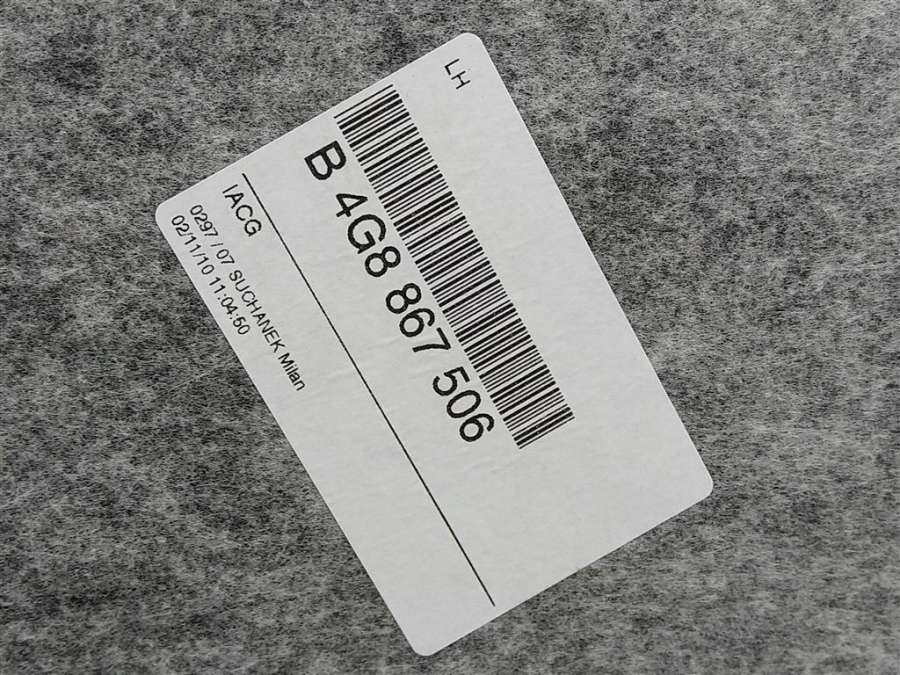 LH
B 4G8 867 506
IACG
0297 / 07 SUCHANEK Milan
02/11/10 11:04:50